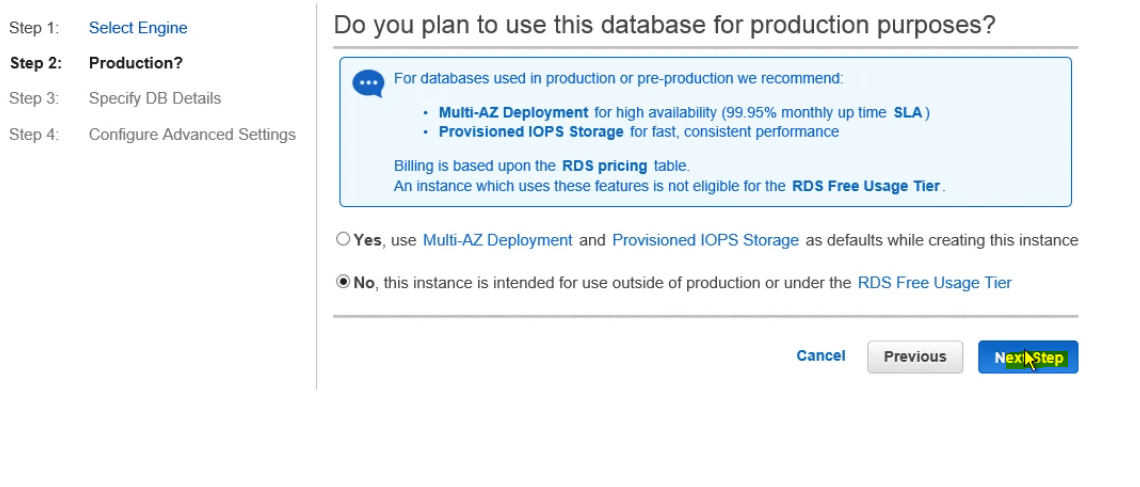 Step 1: Select Engine
Step 2: Production?
Step 3: Specify DB Details
Step 4: Configure Advanced Settings
Do you plan to use this database for production purposes?
For databases used in production or pre-production we recommend:
• Multi-AZ Deployment for high availability (99.95% monthly up time SLA )
• Provisioned IOPS Storage for fast, consistent performance
Billing is based upon the RDS pricing table.
An instance which uses these features is not eligible for the RDS Free Usage Tier .
Yes, use Multi-AZ Deployment and Provisioned IOPS Storage as defaults while creating this instance
No, this instance is intended for use outside of production or under the RDS Free Usage Tier
Cancel Previous Next Step